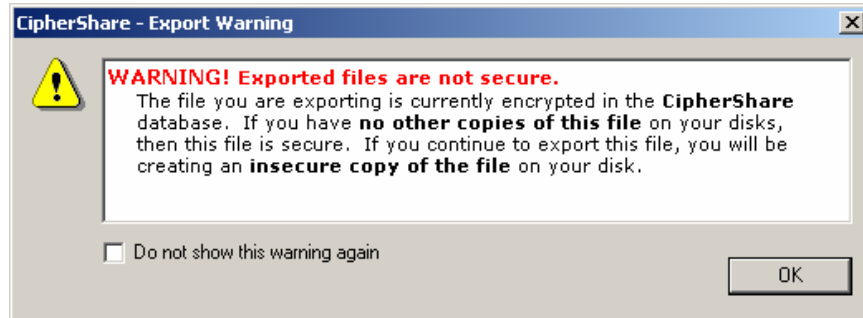 CipherShare - Export Warning
WARNING! Exported files are not secure.
The file you are exporting is currently encrypted in the CipherShare
database. If you have no other copies of this file on your disks,
then this file is secure. If you continue to export this file, you will be
creating an insecure copy of the file on your disk.
Do not show this warning again
OK